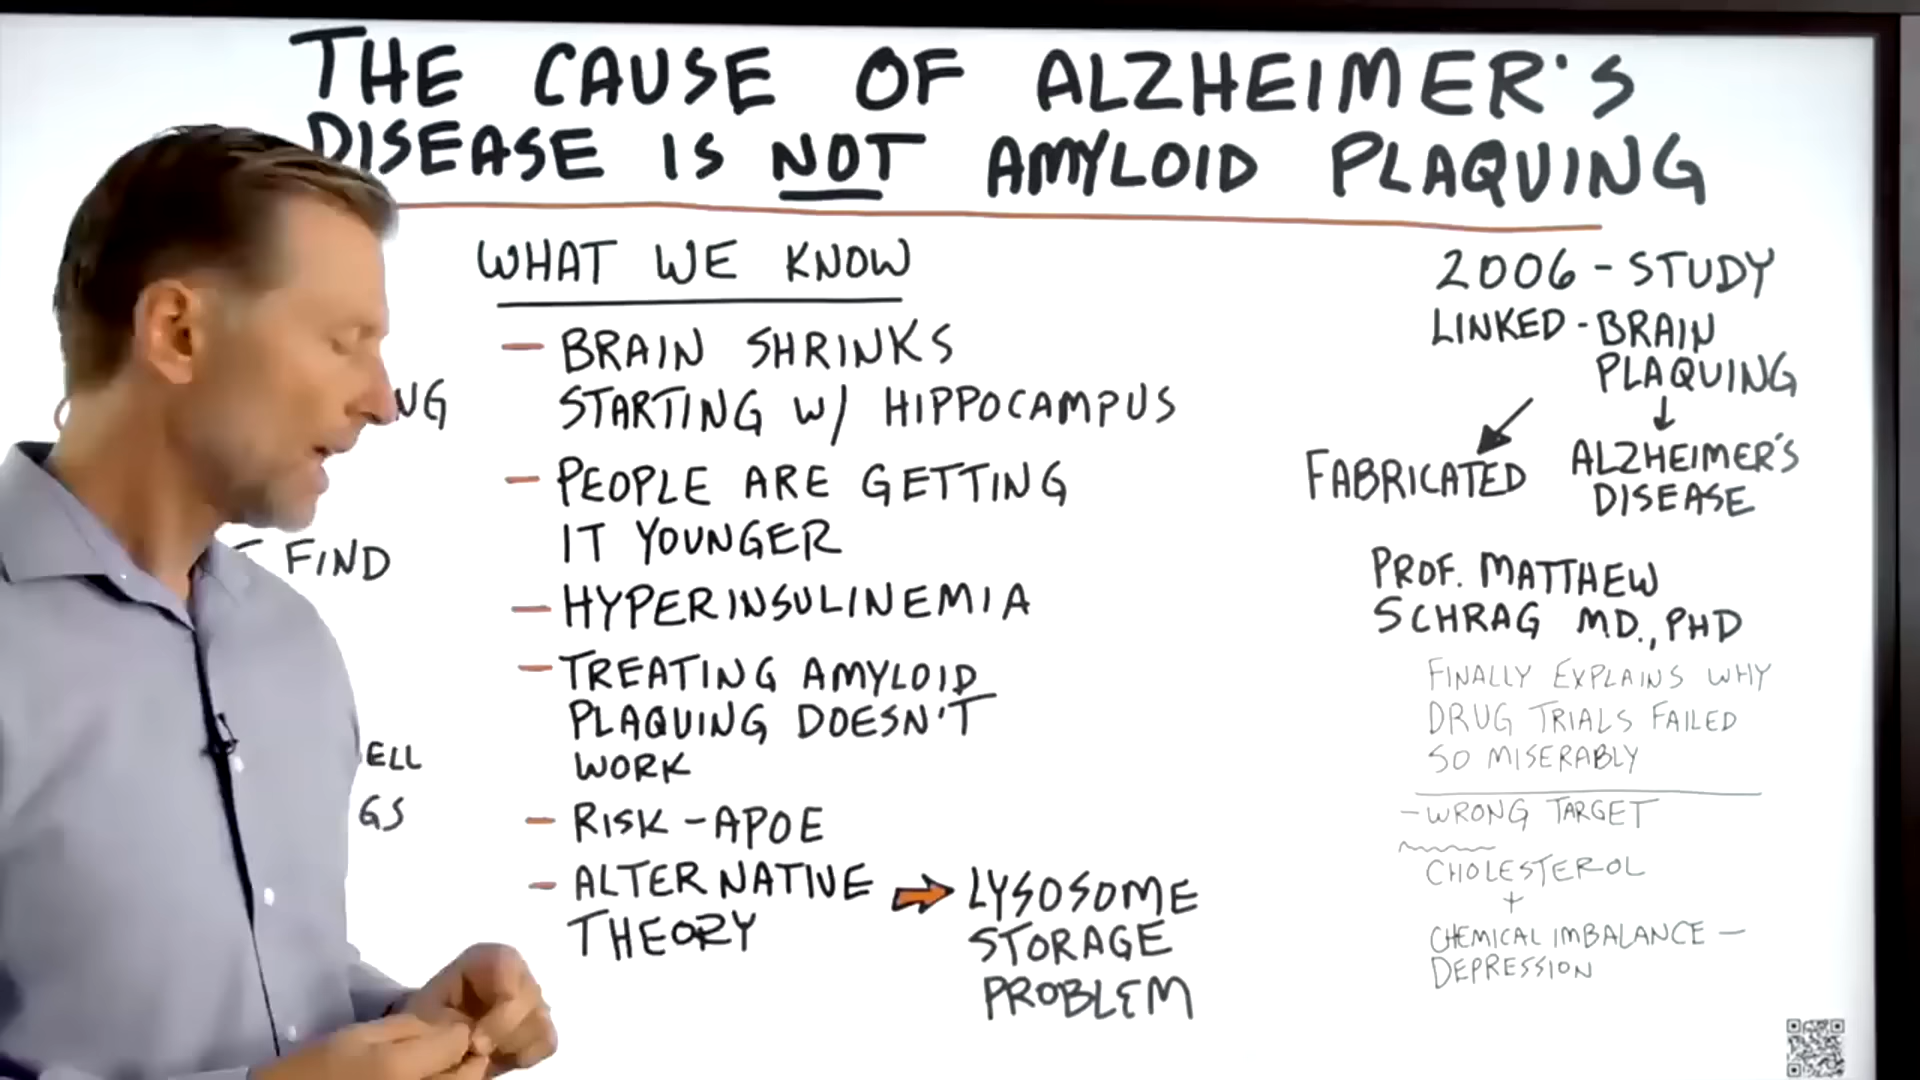 THE CAUSE OF ALZHEIMER'S
DISEASE IS NOT AMYLOID PLAQUING
WHAT WE KNOW
- BRAIN SHRINKS
STARTING W/ HIPPOCAMPUS
- PEOPLE ARE GETTING
IT YOUNGER
- HYPERINSULINEMIA
- TREATING AMYLOID
PLAQUING DOESN'T
WORK
- RISK - APOE
- ALTERNATIVE
THEORY
LYSOSOME
STORAGE
PROBLEM
FIND
2006 - STUDY
LINKED - BRAIN
PLAQUING
FABRICATED
ALZHEIMER'S
DISEASE
PROF. MATTHEW
SCHRAG MD., PHD
FINALLY EXPLAINS WHY
DRUG TRIALS FAILED
SO MISERABLY
- WRONG TARGET
CHOLESTEROL
+
CHEMICAL IMBALANCE -
DEPRESSION